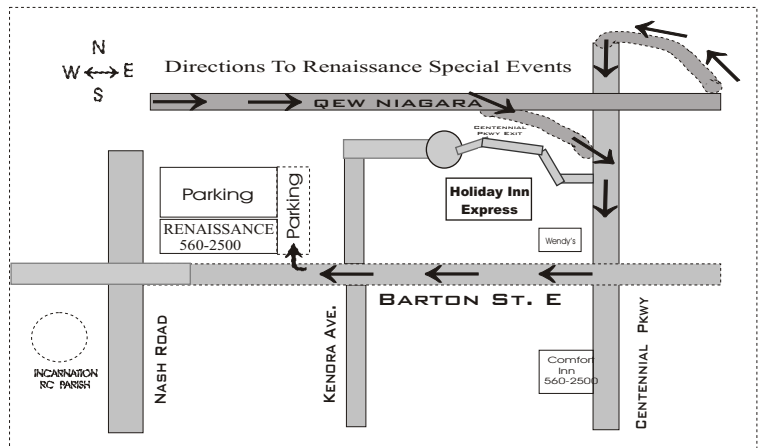 N
W E
S
Directions To Renaissance Special Events
QEW NIAGARA
CENTENNIAL
PKWY EXIT
Parking
Parking
RENAISSANCE
560-2500
Holiday Inn
Express
Wendy's
BARTON ST. E
NASH ROAD
KENORA AVE.
CENTENNIAL PKWY
INCARNATION
RC PARISH
Comfort
Inn
560-2500